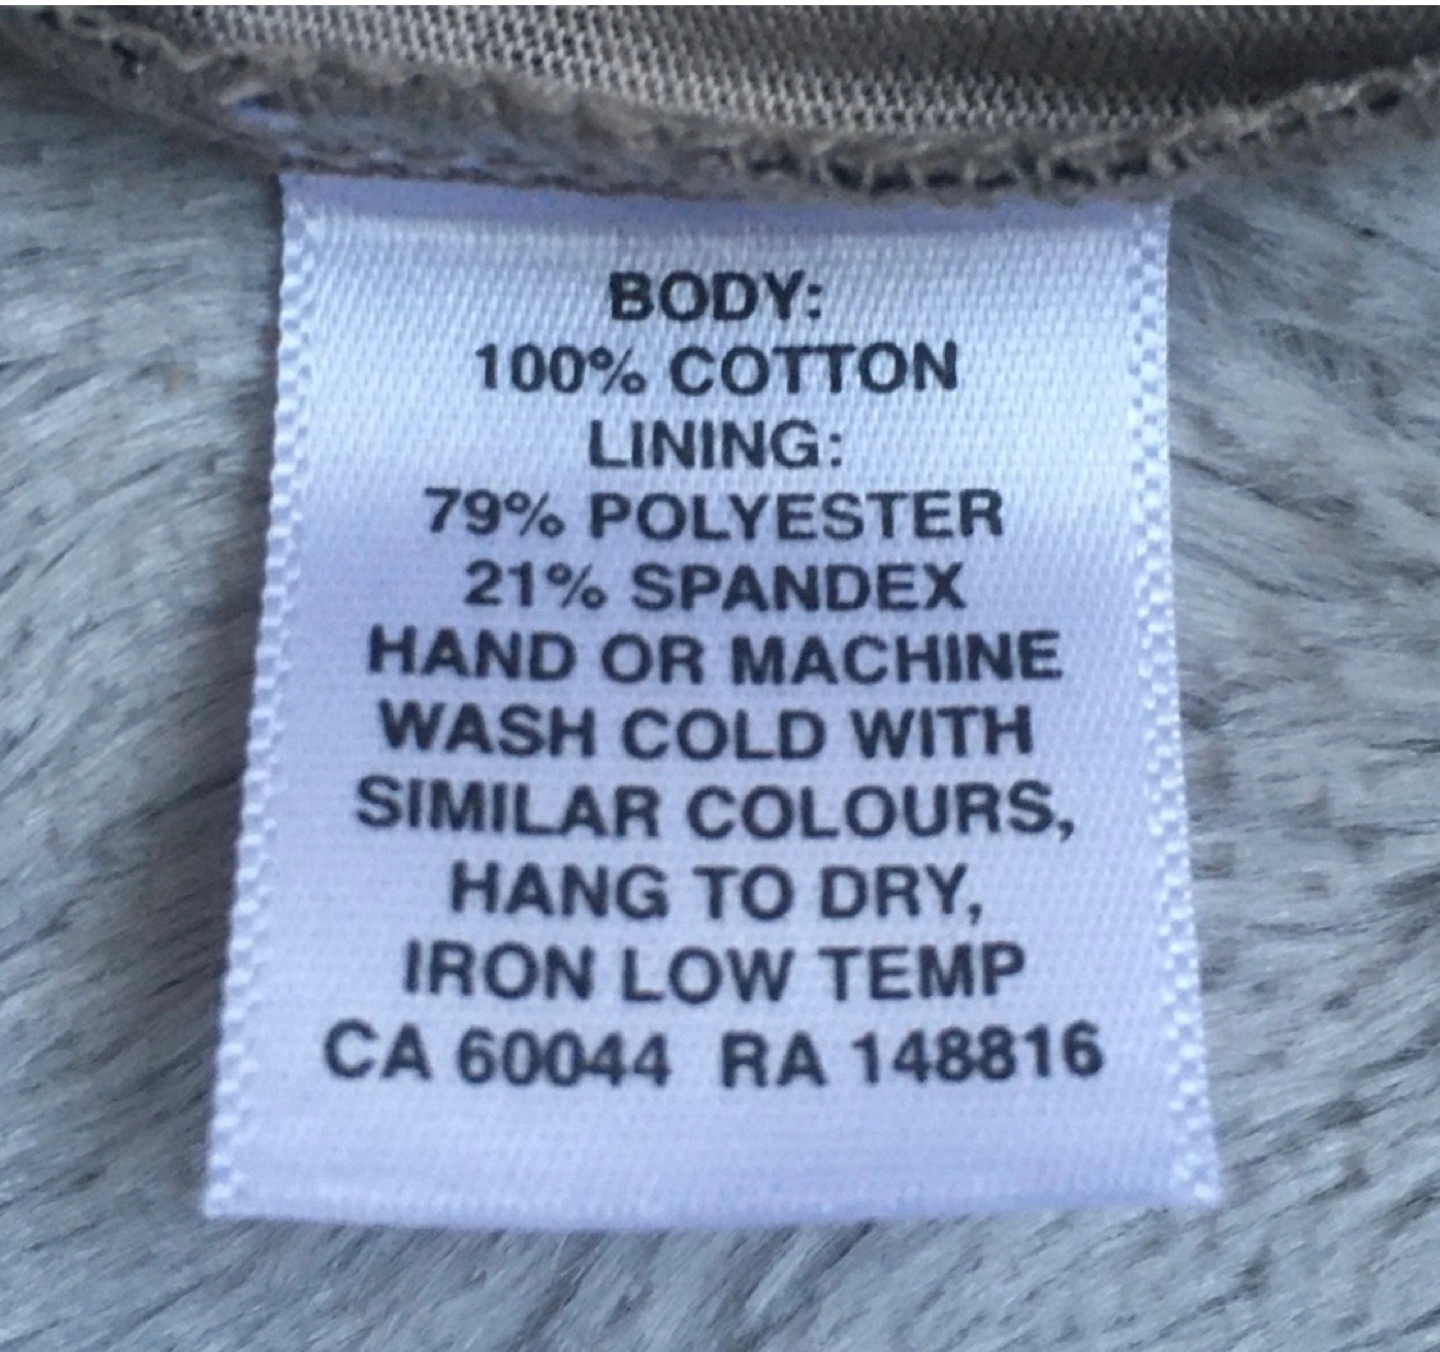 BODY:
100% COTTON
LINING:
79% POLYESTER
21% SPANDEX
HAND OR MACHINE
WASH COLD WITH
SIMILAR COLOURS,
HANG TO DRY,
IRON LOW TEMP
CA 60044 RA 148816